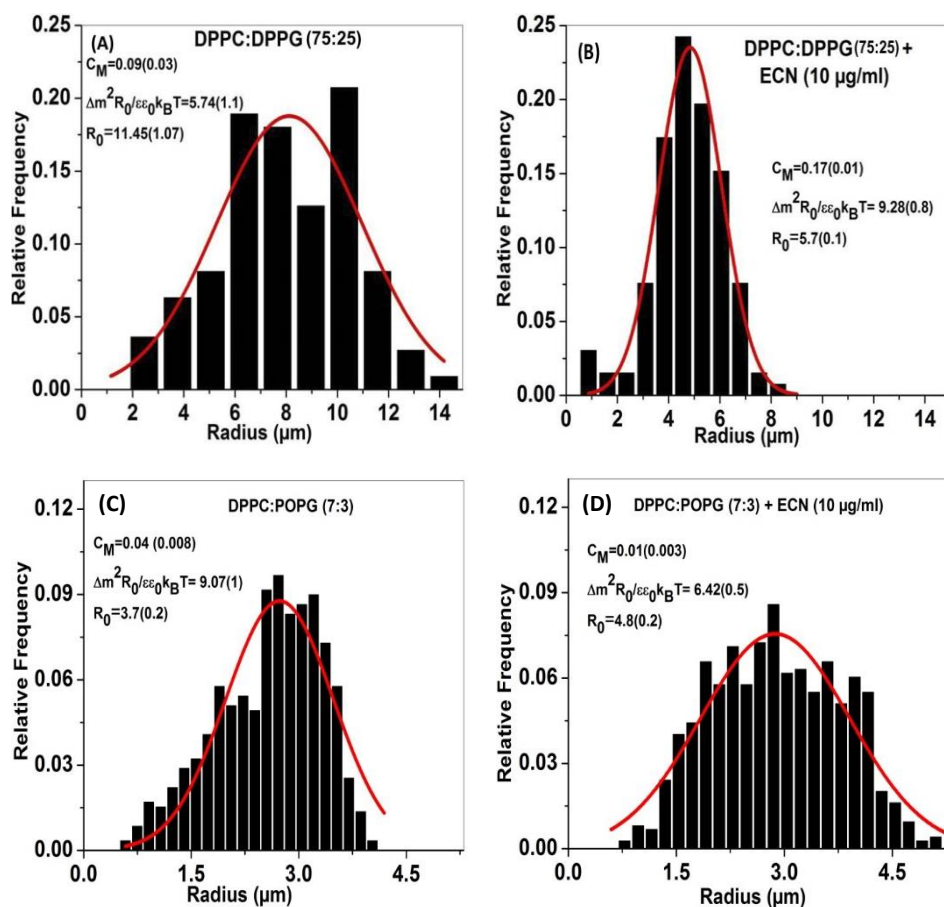 (A)
DPPC:DPPG (75:25)
C_M=0.09(0.03)
Δm²R₀/εε₀k_BT=5.74(1.1)
R₀=11.45(1.07)
Relative Frequency
0.25
0.20
0.15
0.10
0.05
0.00
0 2 4 6 8 10 12 14
Radius (µm)
(B)
DPPC:DPPG(75:25) +
ECN (10 µg/ml)
C_M=0.17(0.01)
Δm²R₀/εε₀k_BT= 9.28(0.8)
R₀=5.7(0.1)
Relative Frequency
0.25
0.20
0.15
0.10
0.05
0.00
0 2 4 6 8 10 12 14
Radius (µm)
(C)
DPPC:POPG (7:3)
C_M=0.04 (0.008)
Δm²R₀/εε₀k_BT= 9.07(1)
R₀=3.7(0.2)
Relative Frequency
0.12
0.09
0.06
0.03
0.00
0.0 1.5 3.0 4.5
Radius (µm)
(D)
DPPC:POPG (7:3) + ECN (10 µg/ml)
C_M=0.01(0.003)
Δm²R₀/εε₀k_BT= 6.42(0.5)
R₀=4.8(0.2)
Relative Frequency
0.12
0.09
0.06
0.03
0.00
0.0 1.5 3.0 4.5
Radius (µm)